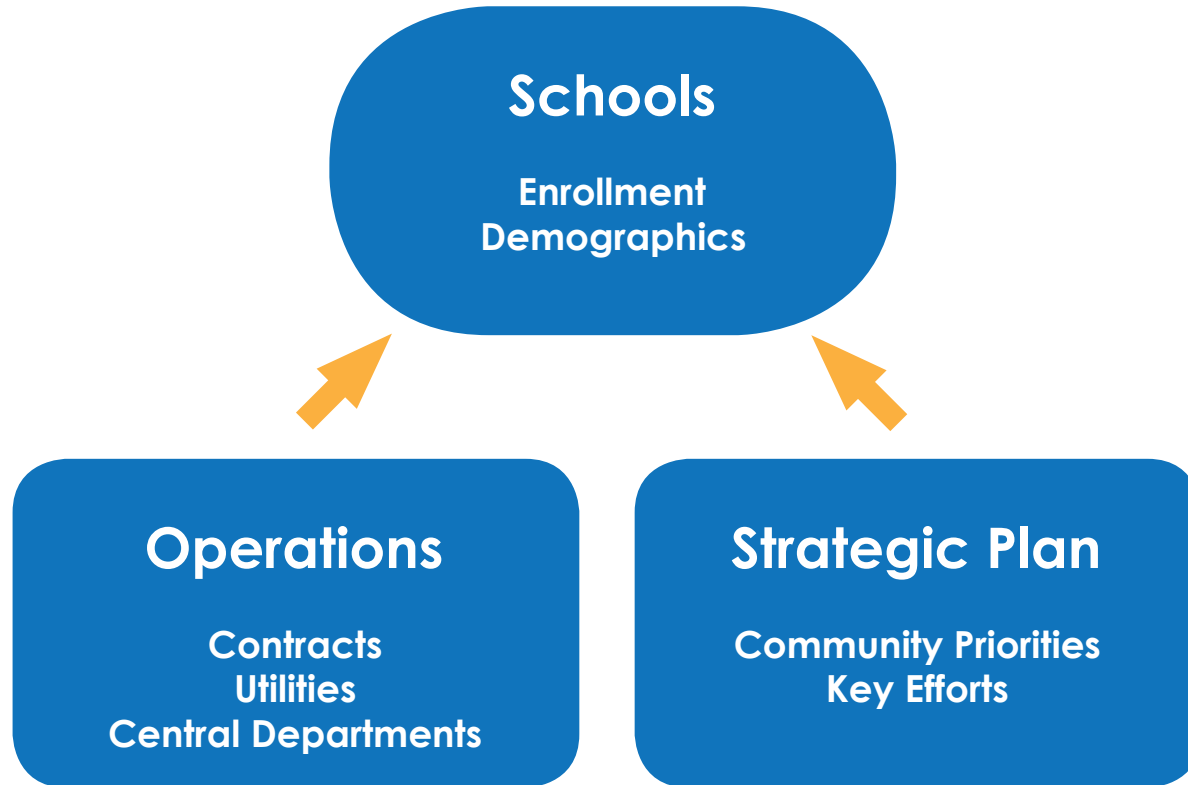 Schools
Enrollment
Demographics
Operations
Contracts
Utilities
Central Departments
Strategic Plan
Community Priorities
Key Efforts